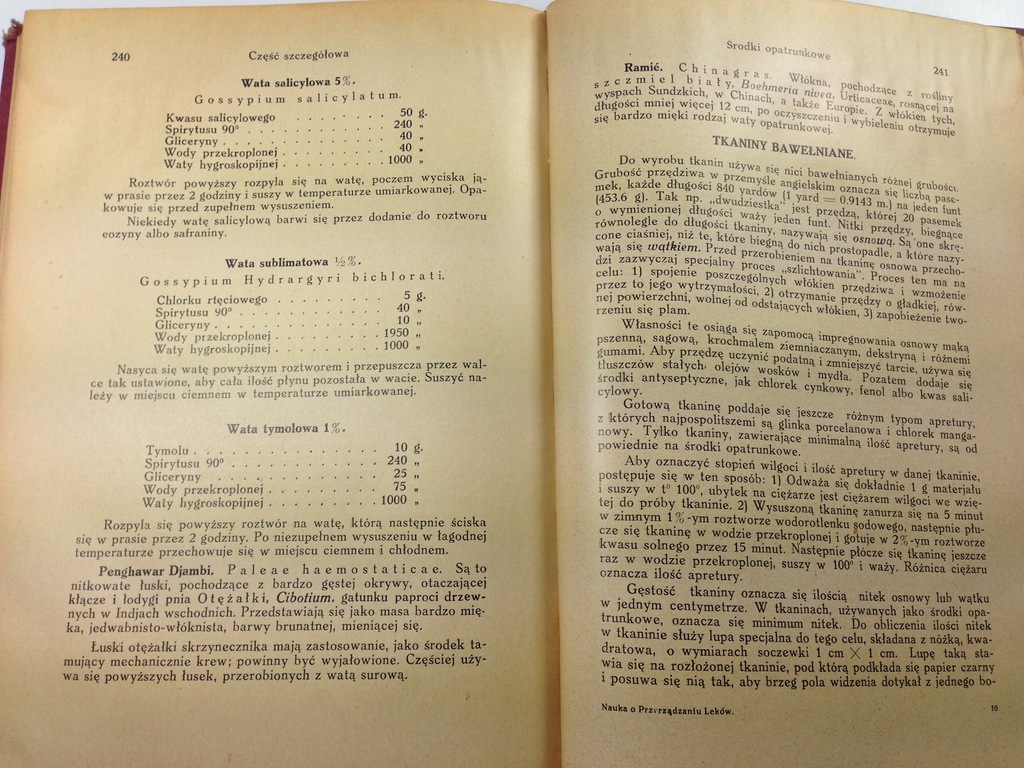 240
Część szczegółowa
Wata salicylowa 5%.
Gossypium salicylatum.
Kwasu salicylowego . . . . . . . 50 g.
Spirytusu 90° . . . . . . . . . . . 240 „
Gliceryny . . . . . . . . . . . . . 40 „
Wody przekroplonej . . . . . . . . 40 „
Waty hygroskopijnej . . . . . . . . 1000 „
Roztwór powyższy rozpyla się na watę, poczem wyciska ją-
w prasie przez 2 godziny i suszy w temperaturze umiarkowanej. Opa-
kowuje się przed zupełnem wysuszeniem.
Niekiedy watę salicylową barwi się przez dodanie do roztworu
eozyny albo safraniny.
Wata sublimatowa ½%.
Gossypium Hydrargyri bichlorati.
Chlorku rtęciowego . . . . . . . . . 5 g.
Spirytusu 90° . . . . . . . . . . . . 40 „
Gliceryny . . . . . . . . . . . . . . 10 „
Wody przekroplonej . . . . . . . . . 1950 „
Waty hygroskopijnej . . . . . . . . . 1000 „
Nasyca się watę powyższym roztworem i przepuszcza przez wal-
ce tak ustawione, aby cała ilość płynu pozostała w wacie. Suszyć na-
leży w miejscu ciemnem w temperaturze umiarkowanej.
Wata tymolowa 1%.
Tymolu . . . . . . . . . . . . . . . 10 g.
Spirytusu 90° . . . . . . . . . . . . 240 „
Gliceryny . . . . . . . . . . . . . . 25 „
Wody przekroplonej . . . . . . . . . 75 „
Waty hygroskopijnej . . . . . . . . . 1000 „
Rozpyla się powyższy roztwór na watę, którą następnie ściska
się w prasie przez 2 godziny. Po niezupełnem wysuszeniu w łagodnej
temperaturze przechowuje się w miejscu ciemnem i chłodnem.
Penghawar Djambi. Paleae haemostaticae. Są to
nitkowate łuski, pochodzące z bardzo gęstej okrywy, otaczającej
kłącze i łodygi pnia Otężałki, Cibotium, gatunku paproci drzew-
nych w Indjach wschodnich. Przedstawiają się jako masa bardzo mię-
ka, jedwabnisto-włóknista, barwy brunatnej, mieniącej się.
Łuski otężałki skrzynecznika mają zastosowanie, jako środek ta-
mujący mechanicznie krew; powinny być wyjałowione. Częściej uży-
wa się powyższych łusek, przerobionych z watą surową.
Środki opatrunkowe
241
Ramić. Chinagras. Włókna, pochodzące z rośliny
szczmiel biały, Boehmeria nivea, Urticaceae, rosnącej na
wyspach Sundzkich, w Chinach, a także Europie. Z włókien tych,
długości mniej więcej 12 cm, po oczyszczeniu i wybieleniu otrzymuje
się bardzo mięki rodzaj waty opatrunkowej.
TKANINY BAWEŁNIANE.
Do wyrobu tkanin używa się nici bawełnianych różnej grubości.
Grubość przędziwa w przemyśle angielskim oznacza się liczbą pase-
mek, każde długości 840 yardów (1 yard = 0.9143 m.) na jeden funt
(453.6 g). Tak np. „dwudziestka" jest przędzą, której 20 pasemek
o wymienionej długości waży jeden funt. Nitki przędzy, biegnące
równolegle do długości tkaniny, nazywają się osnową. Są one skrę-
cone ciaśniej, niż te, które biegną do nich prostopadle, a które nazy-
wają się wątkiem. Przed przerobieniem na tkaninę osnowa przecho-
dzi zazwyczaj specjalny proces „szlichtowania". Proces ten ma na
celu: 1) spojenie poszczególnych włókien przędziwa i wzmożenie
przez to jego wytrzymałości, 2) otrzymanie przędzy o gładkiej, rów-
nej powierzchni, wolnej od odstających włókien, 3) zapobieżenie two-
rzeniu się plam.
Własności te osiąga się zapomocą impregnowania osnowy mąką
pszenną, sagową, krochmalem ziemniaczanym, dekstryną i różnemi
gumami. Aby przędzę uczynić podatną i zmniejszyć tarcie, używa się
tłuszczów stałych, olejów wosków i mydła. Pozatem dodaje się
środki antyseptyczne, jak chlorek cynkowy, fenol albo kwas sali-
cylowy.
Gotową tkaninę poddaje się jeszcze różnym typom apretury,
z których najpospolitszemi są glinka porcelanowa i chlorek manga-
nowy. Tylko tkaniny, zawierające minimalną ilość apretury, są od
powiednie na środki opatrunkowe.
Aby oznaczyć stopień wilgoci i ilość apretury w danej tkaninie,
postępuje się w ten sposób: 1) Odważa się dokładnie 1 g materjału
i suszy w t° 100°, ubytek na ciężarze jest ciężarem wilgoci we wzię-
tej do próby tkaninie. 2) Wysuszoną tkaninę zanurza się na 5 minut
w zimnym 1%-ym roztworze wodorotlenku sodowego, następnie płu-
cze się tkaninę w wodzie przekroplonej i gotuje w 2%-ym roztworze
kwasu solnego przez 15 minut. Następnie płócze się tkaninę jeszcze
raz w wodzie przekroplonej, suszy w 100° i waży. Różnica ciężaru
oznacza ilość apretury.
Gęstość tkaniny oznacza się ilością nitek osnowy lub wątku
w jednym centymetrze. W tkaninach, używanych jako środki opa-
trunkowe, oznacza się minimum nitek. Do obliczenia ilości nitek
w tkaninie służy lupa specjalna do tego celu, składana z nóżką, kwa-
dratowa, o wymiarach soczewki 1 cm × 1 cm. Lupę taką sta-
wia się na rozłożonej tkaninie, pod którą podkłada się papier czarny
i posuwa się nią tak, aby brzeg pola widzenia dotykał z jednego bo-
Nauka o Przyrządzaniu Leków.
16